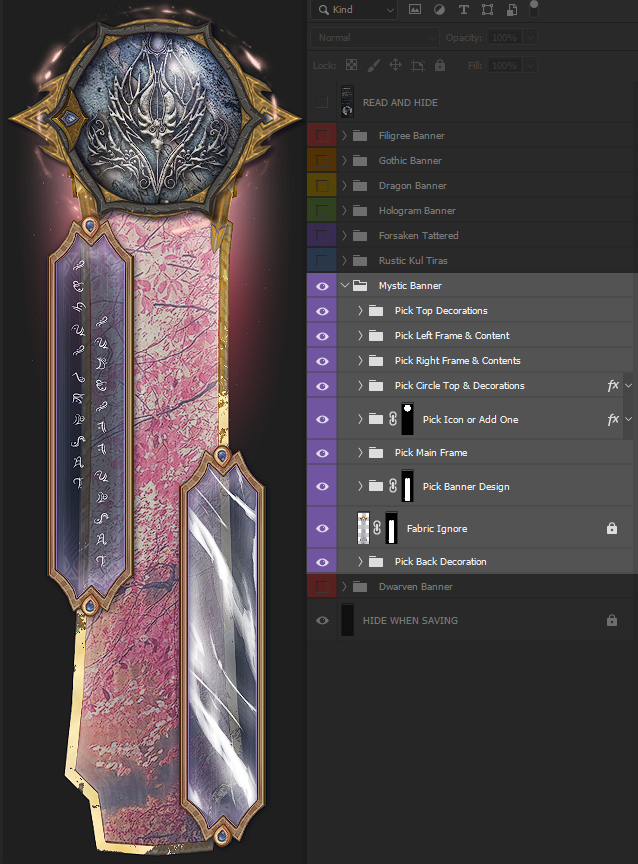 Kind
Normal
Opacity: 100%
Lock:
Fill: 100%
READ AND HIDE
Filigree Banner
Gothic Banner
Dragon Banner
Hologram Banner
Forsaken Tattered
Rustic Kul Tiras
Mystic Banner
Pick Top Decorations
Pick Left Frame & Content
Pick Right Frame & Contents
Pick Circle Top & Decorations fx
Pick Icon or Add One fx
Pick Main Frame
Pick Banner Design
Fabric Ignore
Pick Back Decoration
Dwarven Banner
HIDE WHEN SAVING